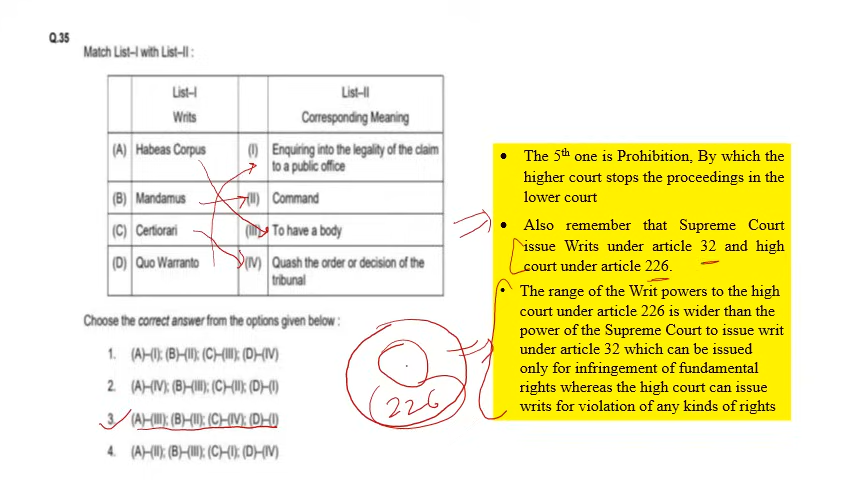 Q.35
Match List–I with List–II :
List–I
Writs
List–II
Corresponding Meaning
(A) Habeas Corpus (I) Enquiring into the legality of the claim
to a public office
(B) Mandamus (II) Command
(C) Certiorari (III) To have a body
(D) Quo Warranto (IV) Quash the order or decision of the
tribunal
Choose the correct answer from the options given below :
1. (A)–(I); (B)–(II); (C)–(III); (D)–(IV)
2. (A)–(IV); (B)–(III); (C)–(II); (D)–(I)
3. (A)–(III); (B)–(II); (C)–(IV); (D)–(I)
4. (A)–(II); (B)–(III); (C)–(I); (D)–(IV)
226
• The 5th one is Prohibition, By which the
higher court stops the proceedings in the
lower court
• Also remember that Supreme Court
issue Writs under article 32 and high
court under article 226.
• The range of the Writ powers to the high
court under article 226 is wider than the
power of the Supreme Court to issue writ
under article 32 which can be issued
only for infringement of fundamental
rights whereas the high court can issue
writs for violation of any kinds of rights